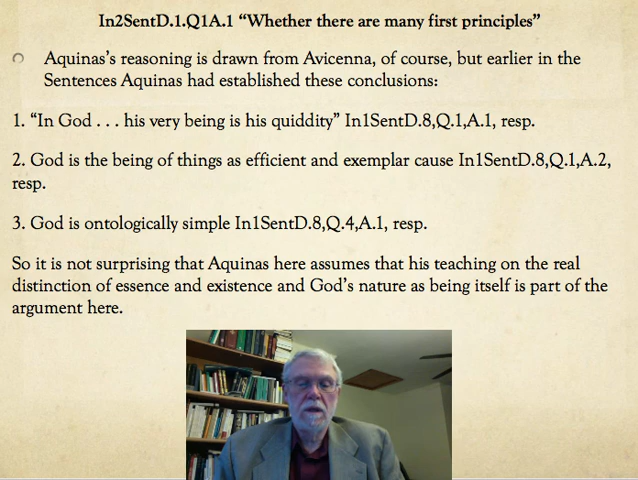 In2SentD.1.Q1A.1 “Whether there are many first principles”
Aquinas’s reasoning is drawn from Avicenna, of course, but earlier in the
Sentences Aquinas had established these conclusions:
1. “In God . . . his very being is his quiddity” In1SentD.8,Q.1,A.1, resp.
2. God is the being of things as efficient and exemplar cause In1SentD.8,Q.1,A.2,
resp.
3. God is ontologically simple In1SentD.8,Q.4,A.1, resp.
So it is not surprising that Aquinas here assumes that his teaching on the real
distinction of essence and existence and God’s nature as being itself is part of the
argument here.